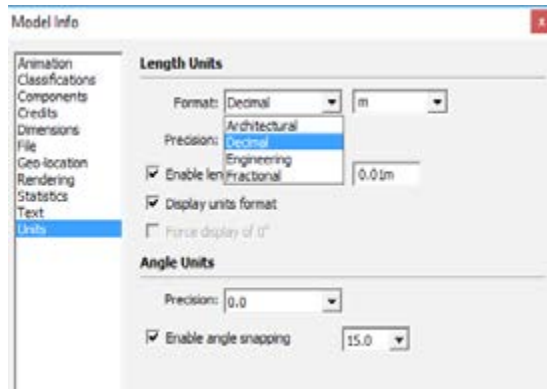 Model Info
x
Animation
Classifications
Components
Credits
Dimensions
File
Geo-location
Rendering
Statistics
Text
Units
Length Units
Format: Decimal m
Architectural
Decimal
Engineering
Fractional
Precision:
Enable len 0.01m
Display units format
Force display of 0"
Angle Units
Precision: 0.0
Enable angle snapping 15.0